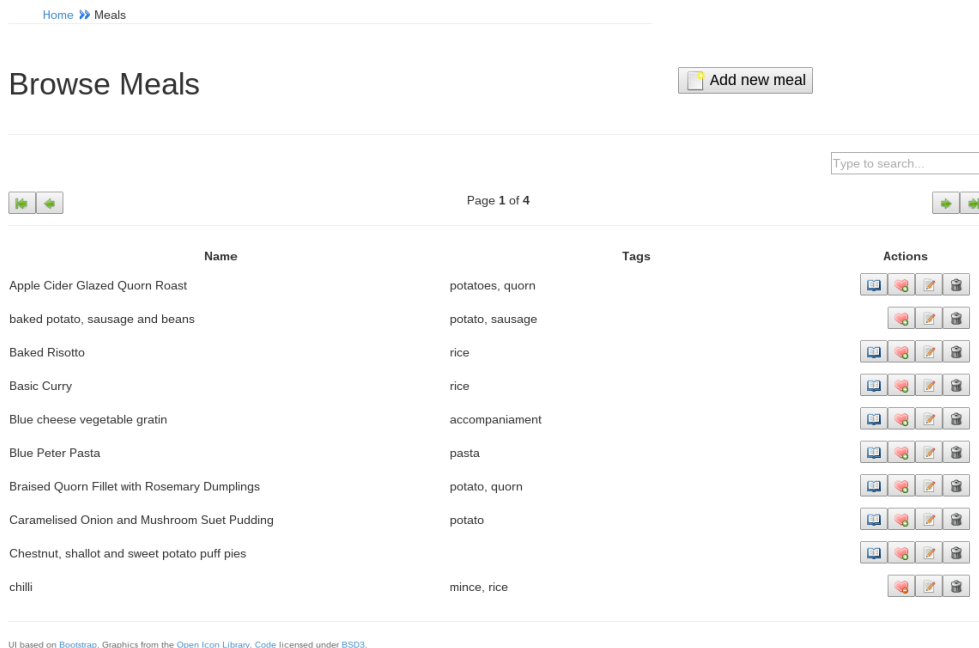 Home Meals
Browse Meals
Add new meal
Type to search...
Page 1 of 4
Name Tags Actions
Apple Cider Glazed Quorn Roast potatoes, quorn
baked potato, sausage and beans potato, sausage
Baked Risotto rice
Basic Curry rice
Blue cheese vegetable gratin accompaniament
Blue Peter Pasta pasta
Braised Quorn Fillet with Rosemary Dumplings potato, quorn
Caramelised Onion and Mushroom Suet Pudding potato
Chestnut, shallot and sweet potato puff pies
chilli mince, rice
UI based on Bootstrap. Graphics from the Open Icon Library. Code licensed under BSD3.